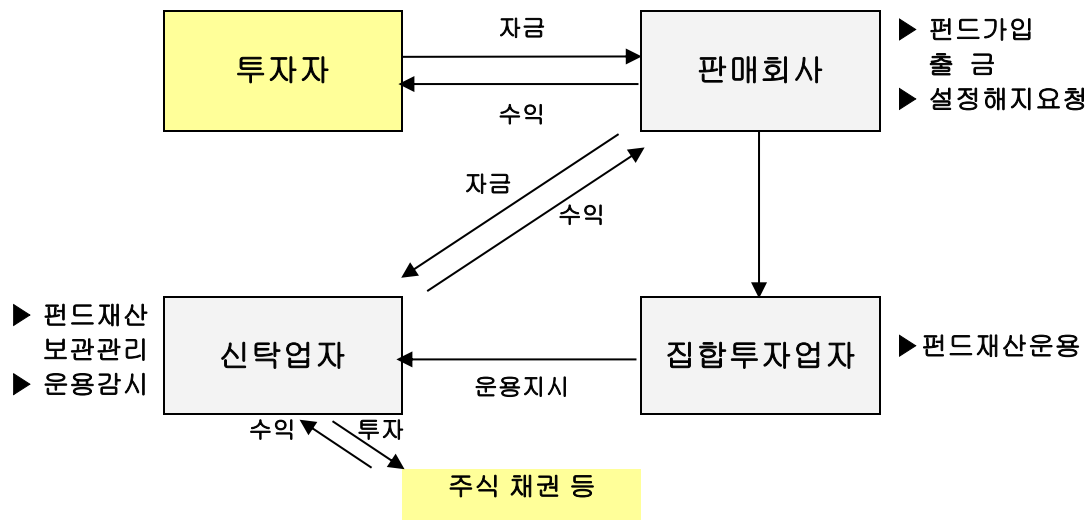 투자자
자금
수익
판매회사
▶ 펀드가입
출 금
▶ 설정해지요청
자금
수익
▶ 펀드재산
보관관리
▶ 운용감시
신탁업자
운용지시
집합투자업자
▶ 펀드재산운용
수익
투자
주식 채권 등